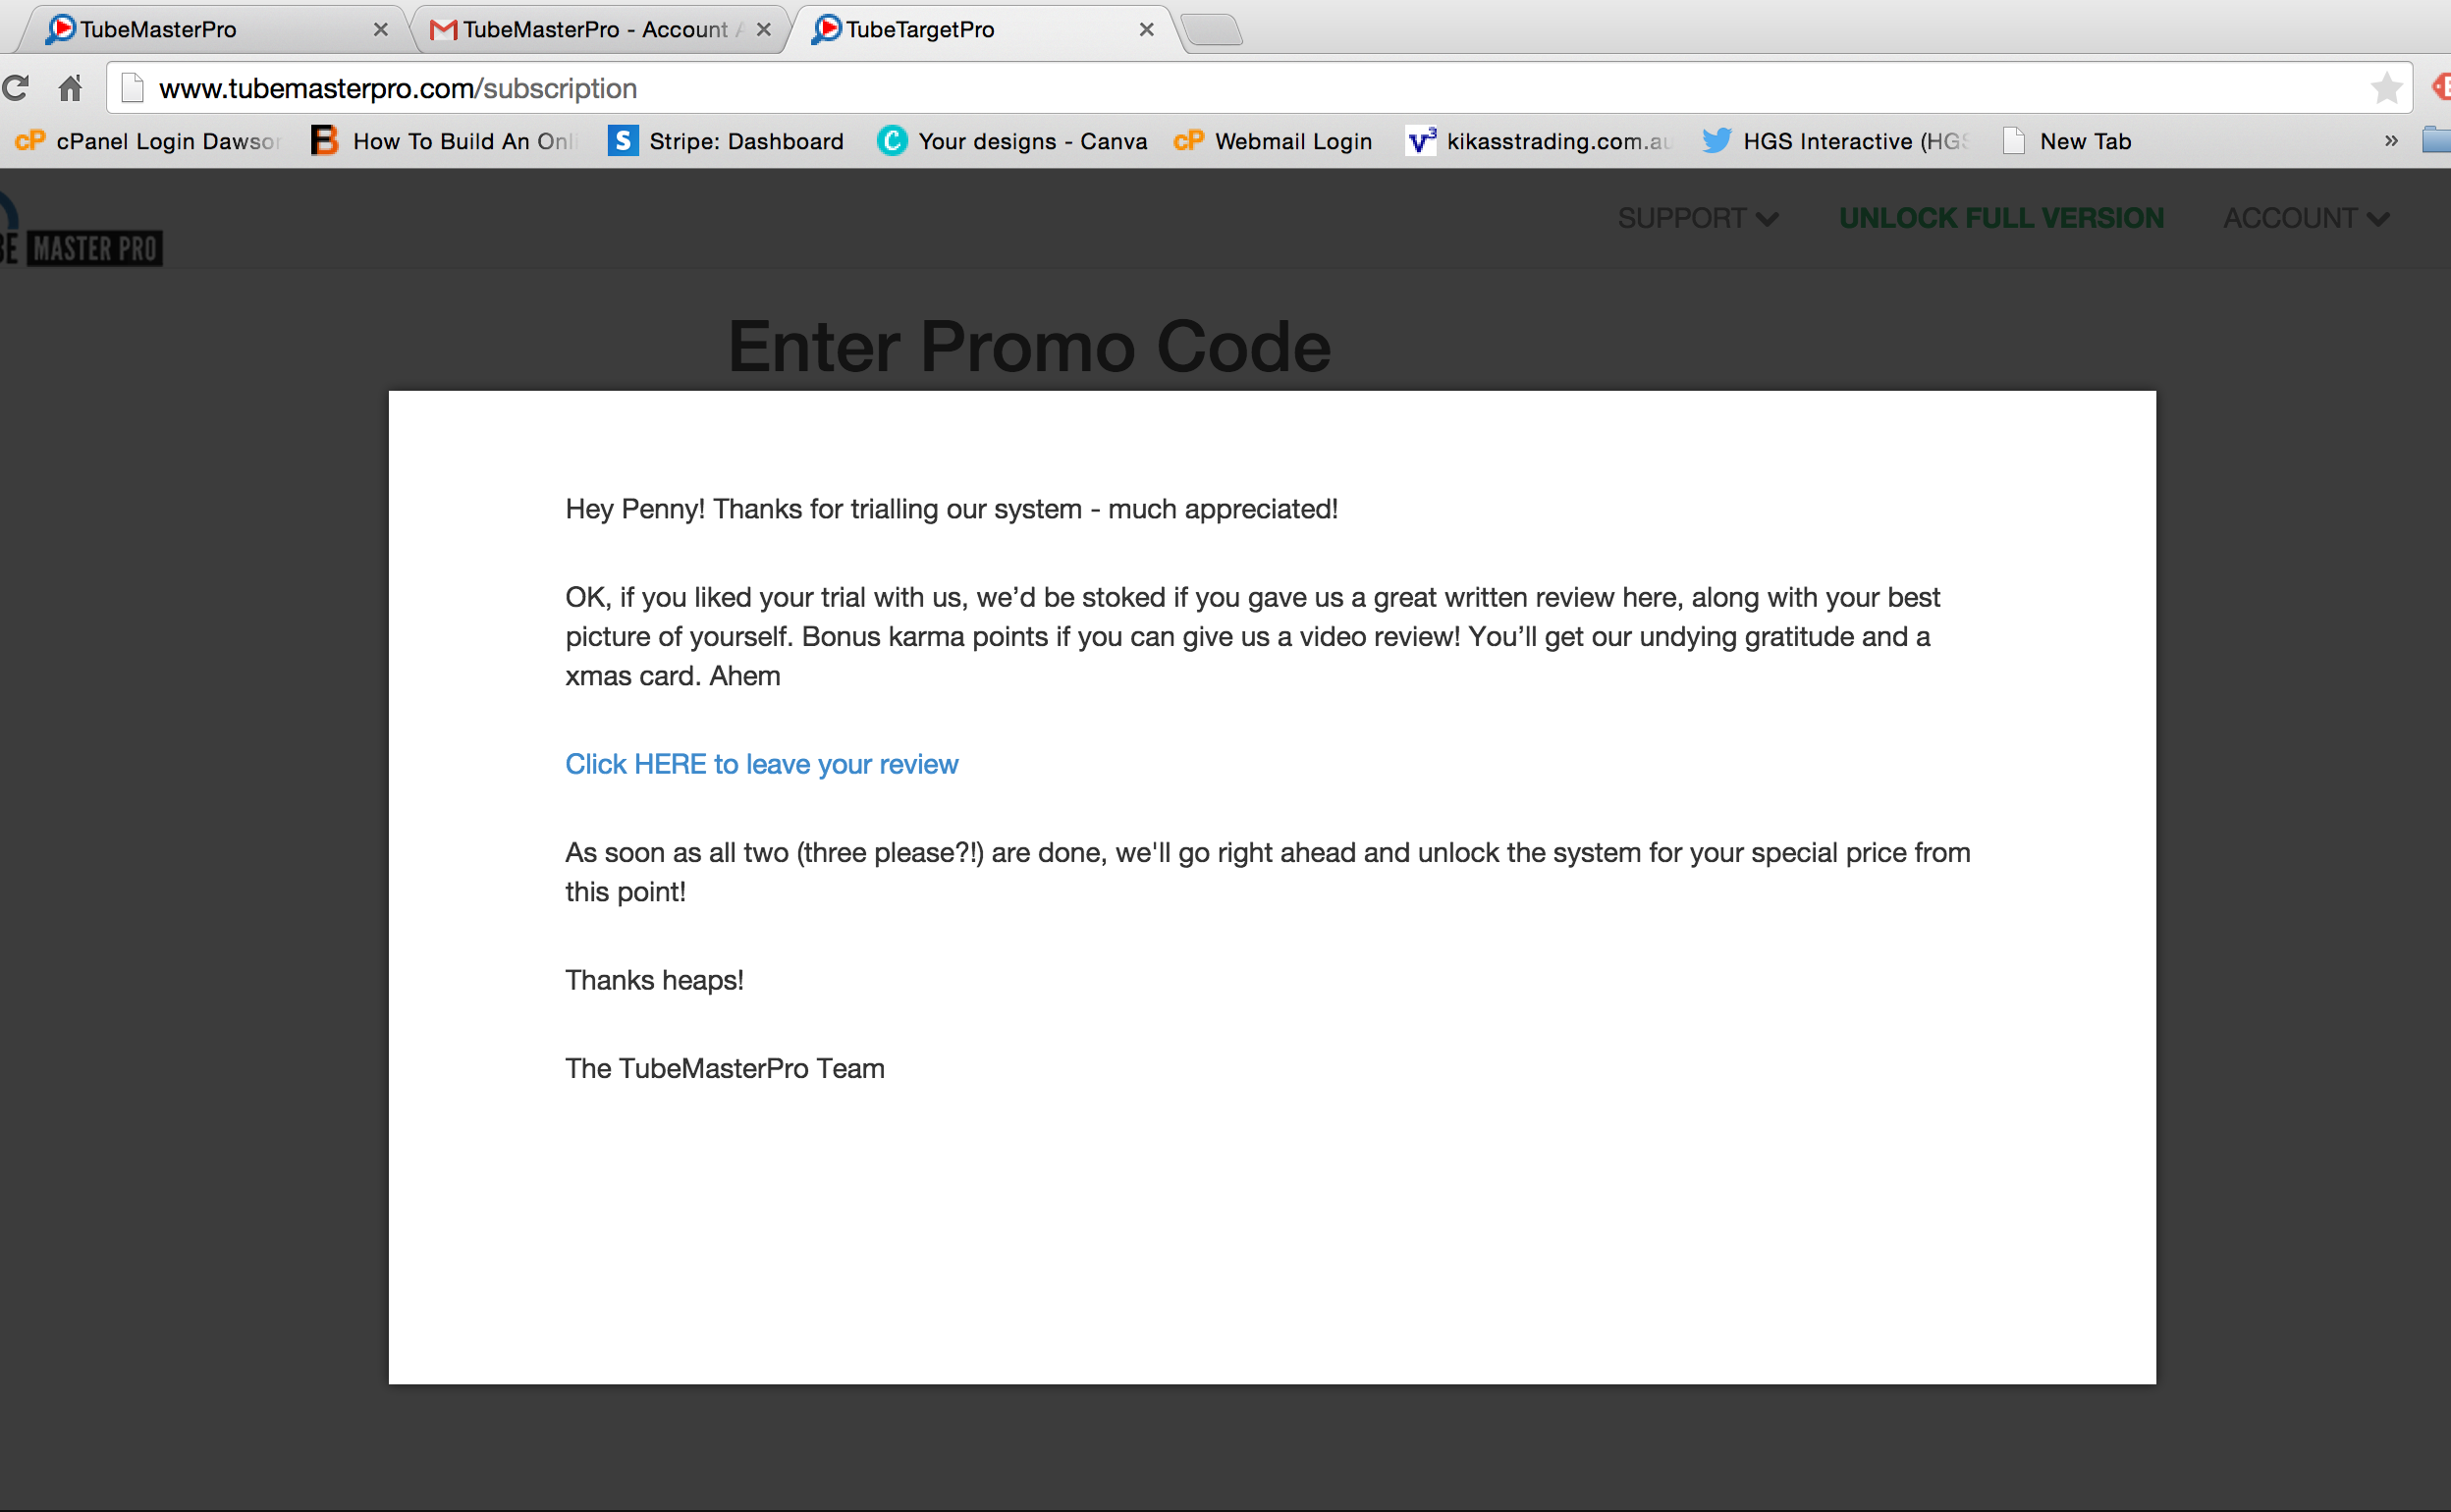 TubeMasterPro
TubeMasterPro - Account
TubeTargetPro
www.tubemasterpro.com/subscription
cP cPanel Login Dawson
B How To Build An Onli
S Stripe: Dashboard
C Your designs - Canva
cP Webmail Login
V3 kikasstrading.com.au
HGS Interactive (HGS
New Tab
»
BE MASTER PRO
SUPPORT
UNLOCK FULL VERSION
ACCOUNT
Enter Promo Code
Hey Penny! Thanks for trialling our system - much appreciated!
OK, if you liked your trial with us, we’d be stoked if you gave us a great written review here, along with your best
picture of yourself. Bonus karma points if you can give us a video review! You’ll get our undying gratitude and a
xmas card. Ahem
Click HERE to leave your review
As soon as all two (three please?!) are done, we'll go right ahead and unlock the system for your special price from
this point!
Thanks heaps!
The TubeMasterPro Team